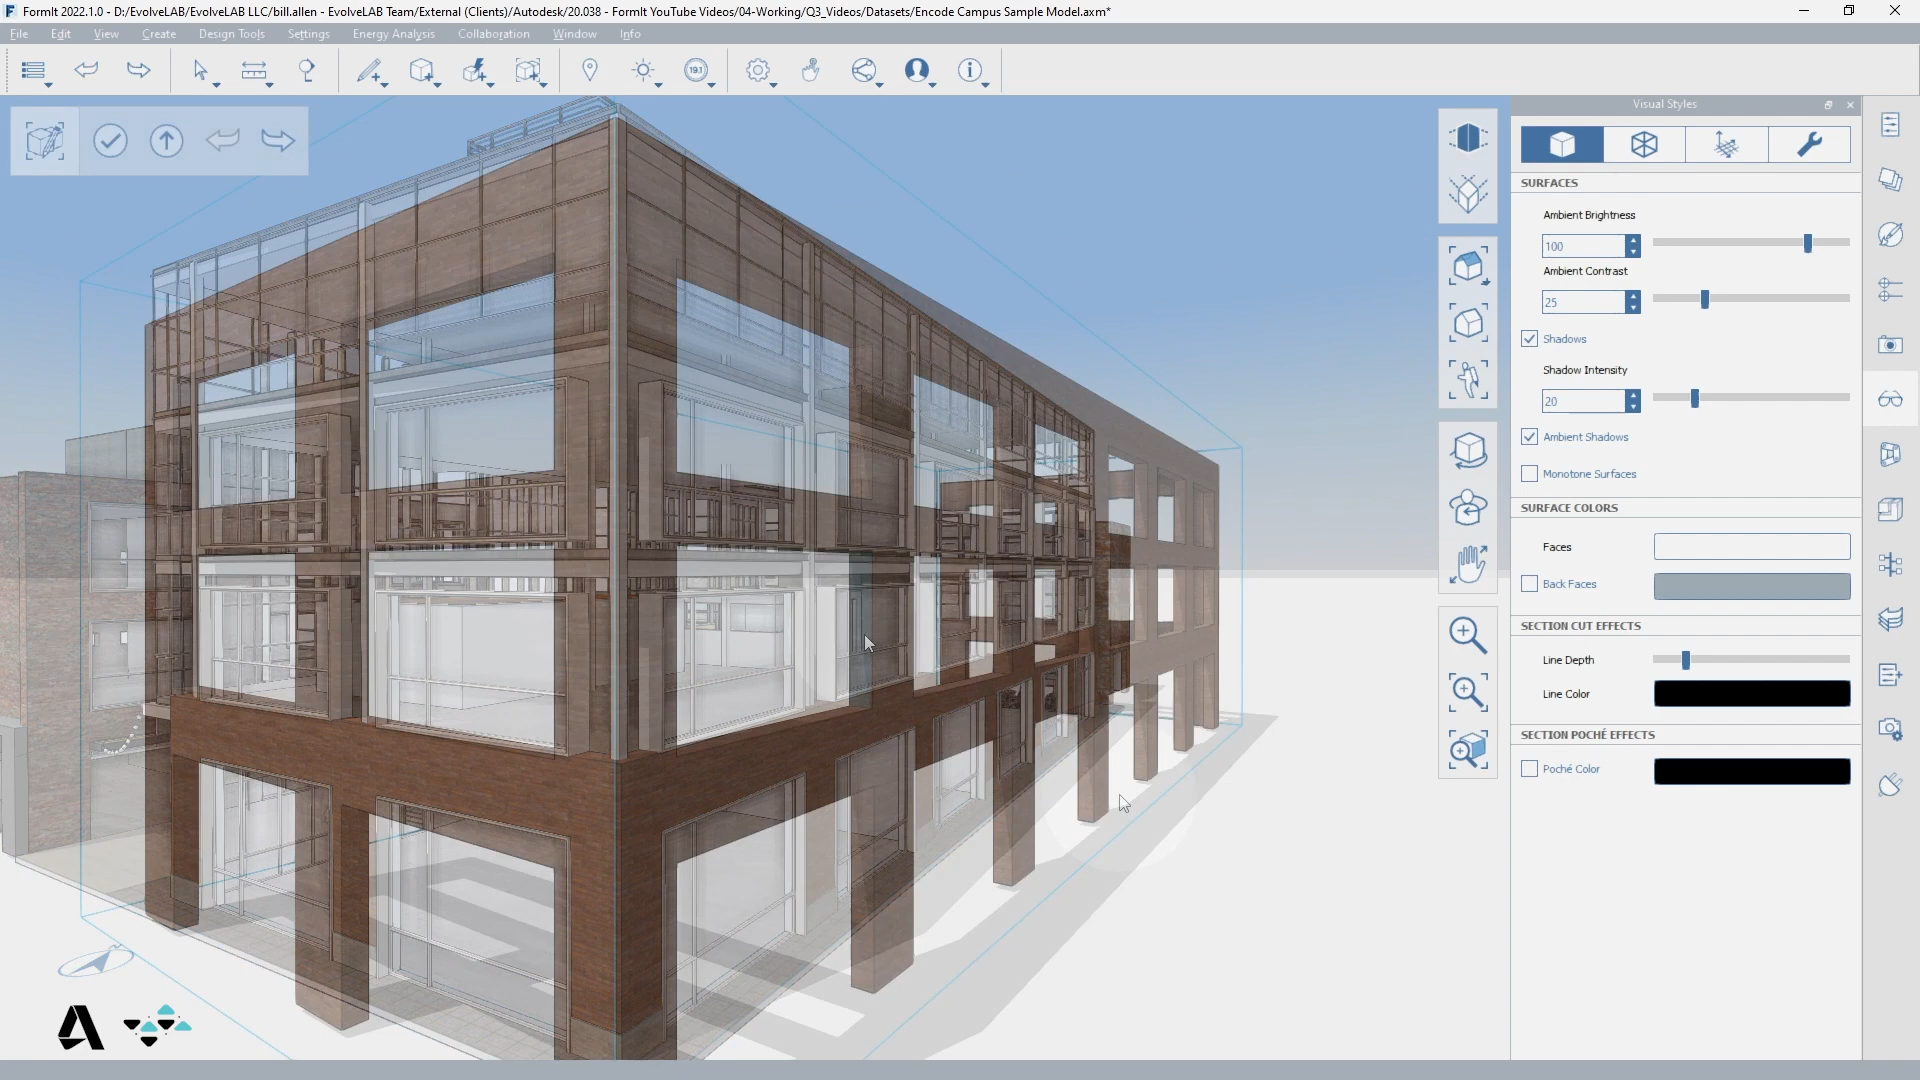 FormIt 2022.1.0 - D:/EvolveLAB/EvolveLAB LLC/bill.allen - EvolveLAB Team/External (Clients)/Autodesk/20.038 - FormIt YouTube Videos/04-Working/Q3_Videos/Datasets/Encode Campus Sample Model.axm*
File Edit View Create Design Tools Settings Energy Analysis Collaboration Window Info
19.1
Visual Styles
SURFACES
Ambient Brightness
100
Ambient Contrast
25
Shadows
Shadow Intensity
20
Ambient Shadows
Monotone Surfaces
SURFACE COLORS
Faces
Back Faces
SECTION CUT EFFECTS
Line Depth
Line Color
SECTION POCHÉ EFFECTS
Poché Color